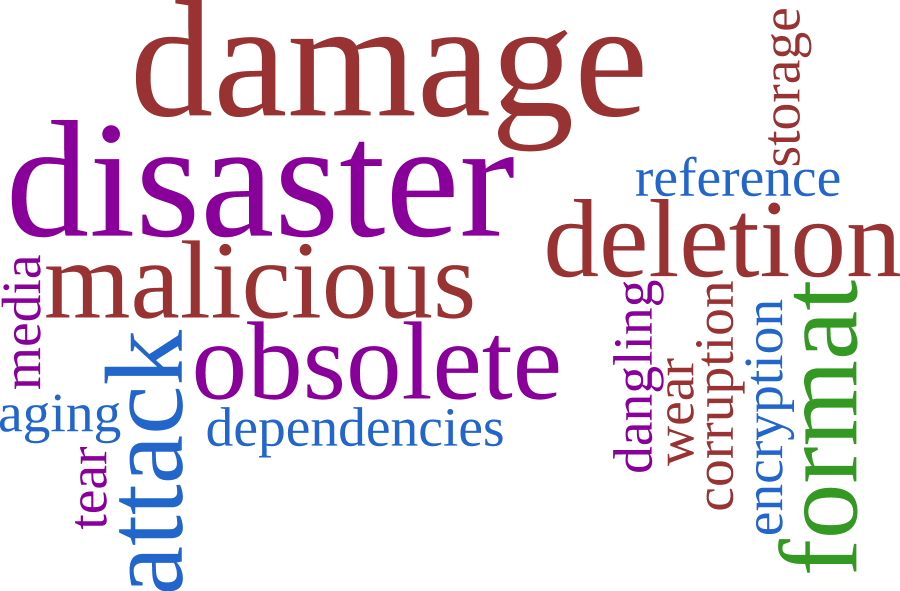 damage
storage
disaster
reference
deletion
malicious
media
obsolete
dangling
wear
corruption
encryption
format
attack
aging
dependencies
tear